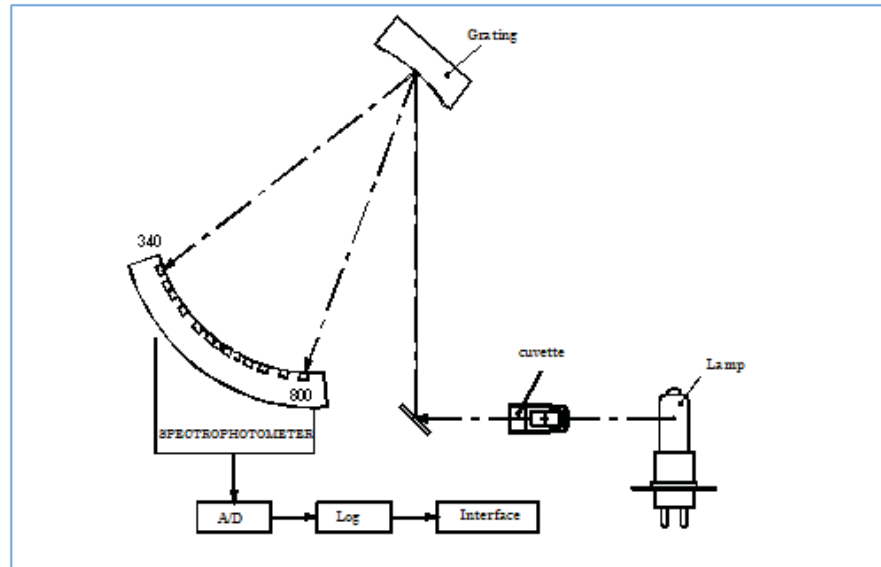 Grating
340
cuvette
Lamp
800
SPECTROPHOTOMETER
A/D
Log
Interface